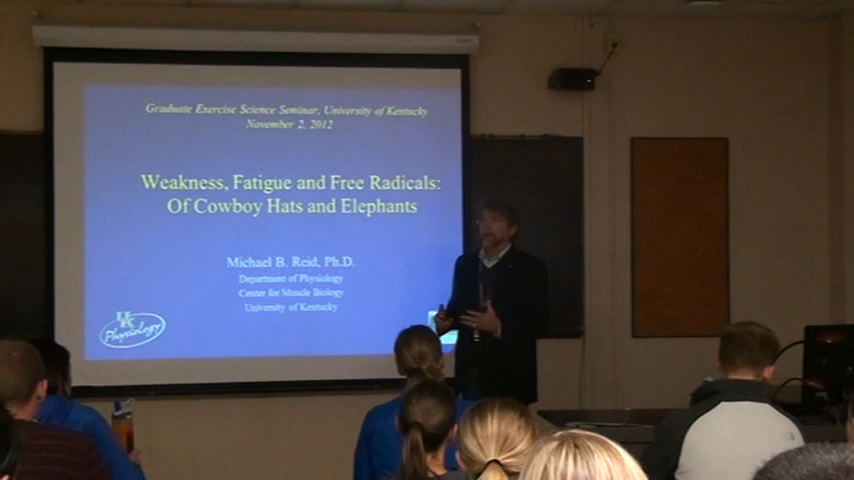 Graduate Exercise Science Seminar, University of Kentucky
November 2, 2012
Weakness, Fatigue and Free Radicals:
Of Cowboy Hats and Elephants
Michael B. Reid, Ph.D.
Department of Physiology
Center for Muscle Biology
University of Kentucky
UK
Physiology